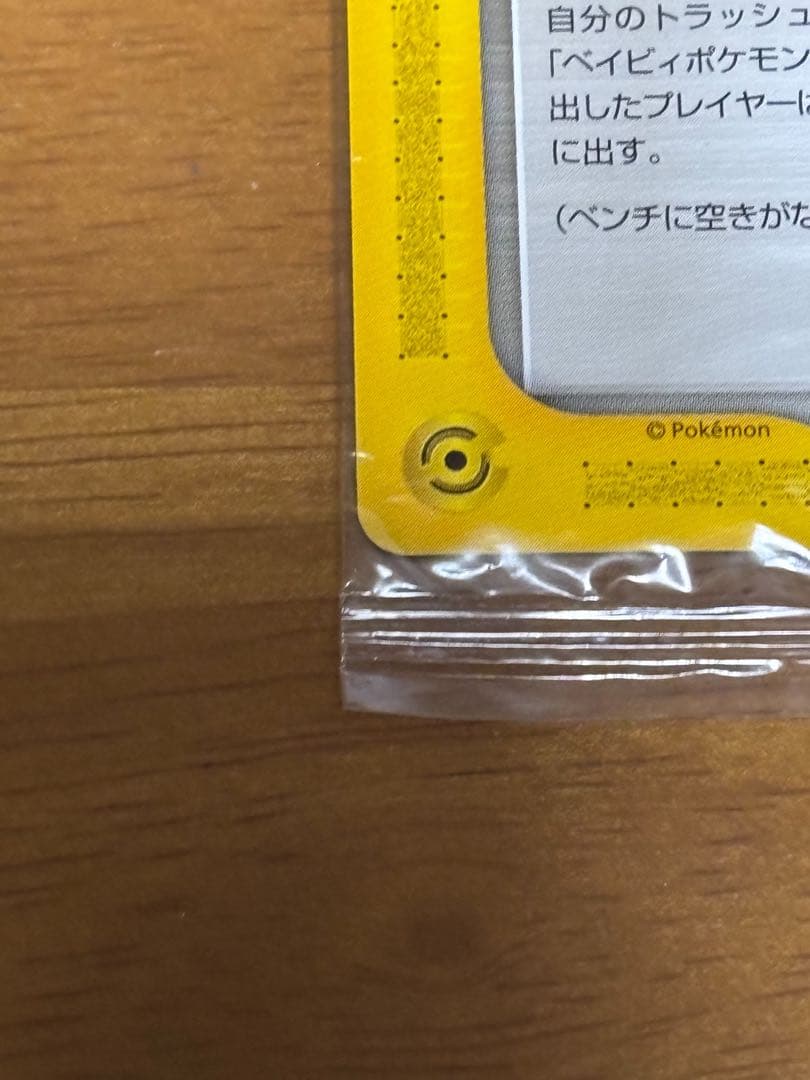 自分のトラッシュ
「ベイビィポケモン
出したプレイヤーに
に出す。
(ベンチに空きがな
© Pokémon